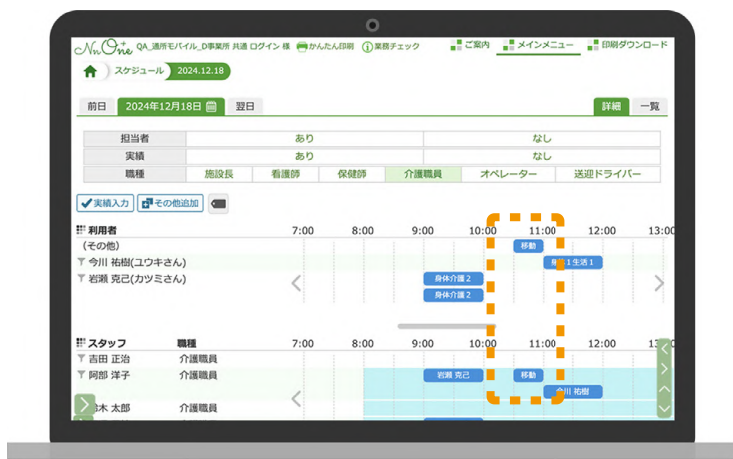 NnOne QA_通所モバイル_D事業所 共通 ログイン 様 かんたん印刷 業務チェック ご案内 メインメニュー 印刷ダウンロード
スケジュール 2024.12.18
前日 2024年12月18日 翌日 詳細 一覧
担当者 あり なし
実績 あり なし
職種 施設長 看護師 保健師 介護職員 オペレーター 送迎ドライバー
実績入力 その他追加
利用者 7:00 8:00 9:00 10:00 11:00 12:00 13:00
(その他) 移動
今川 祐樹(ユウキさん) 身 1生活 1
岩瀬 克己(カツミさん) 身体介護 2
身体介護 2
スタッフ 職種 7:00 8:00 9:00 10:00 11:00 12:00
吉田 正治 介護職員
阿部 洋子 介護職員 岩瀬 克己 移動
今川 祐樹
木 太郎 介護職員